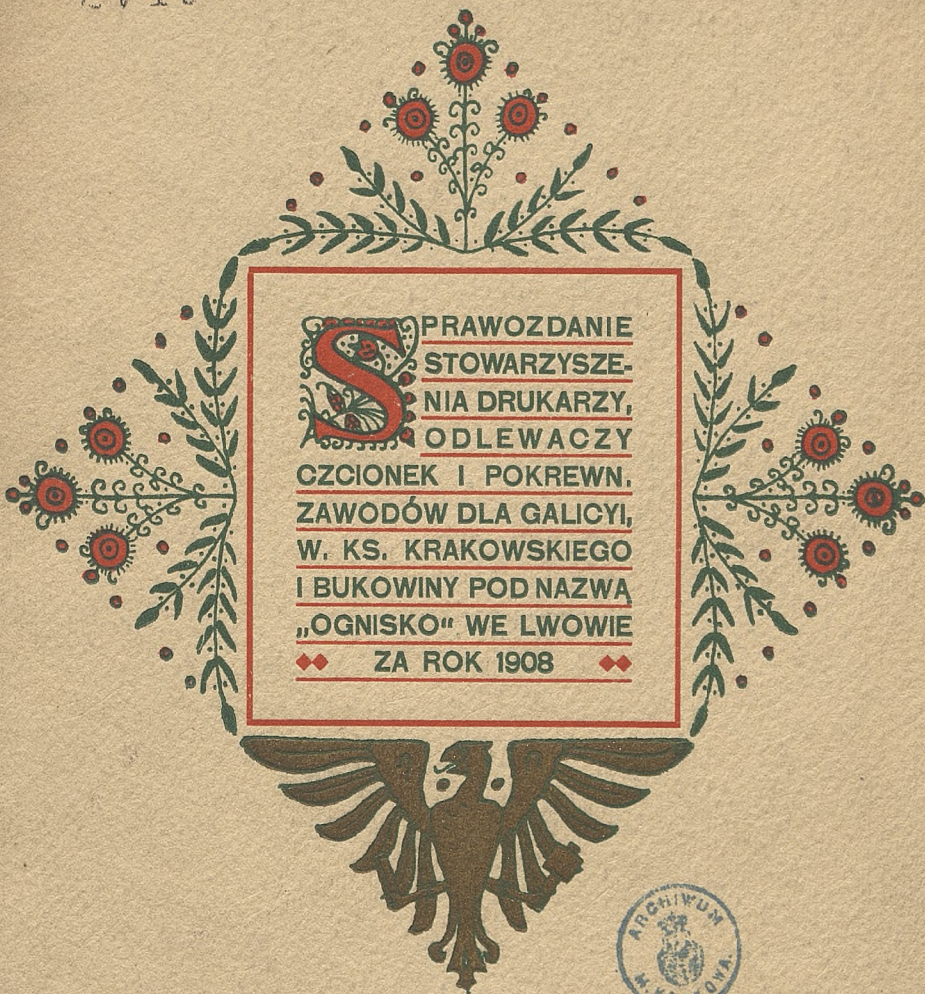 SPRAWOZDANIE
STOWARZYSZE-
NIA DRUKARZY,
ODLEWACZY
CZCIONEK I POKREWN.
ZAWODÓW DLA GALICYI,
W. KS. KRAKOWSKIEGO
I BUKOWINY POD NAZWĄ
„OGNISKO“ WE LWOWIE
ZA ROK 1908
ARCHIWUM